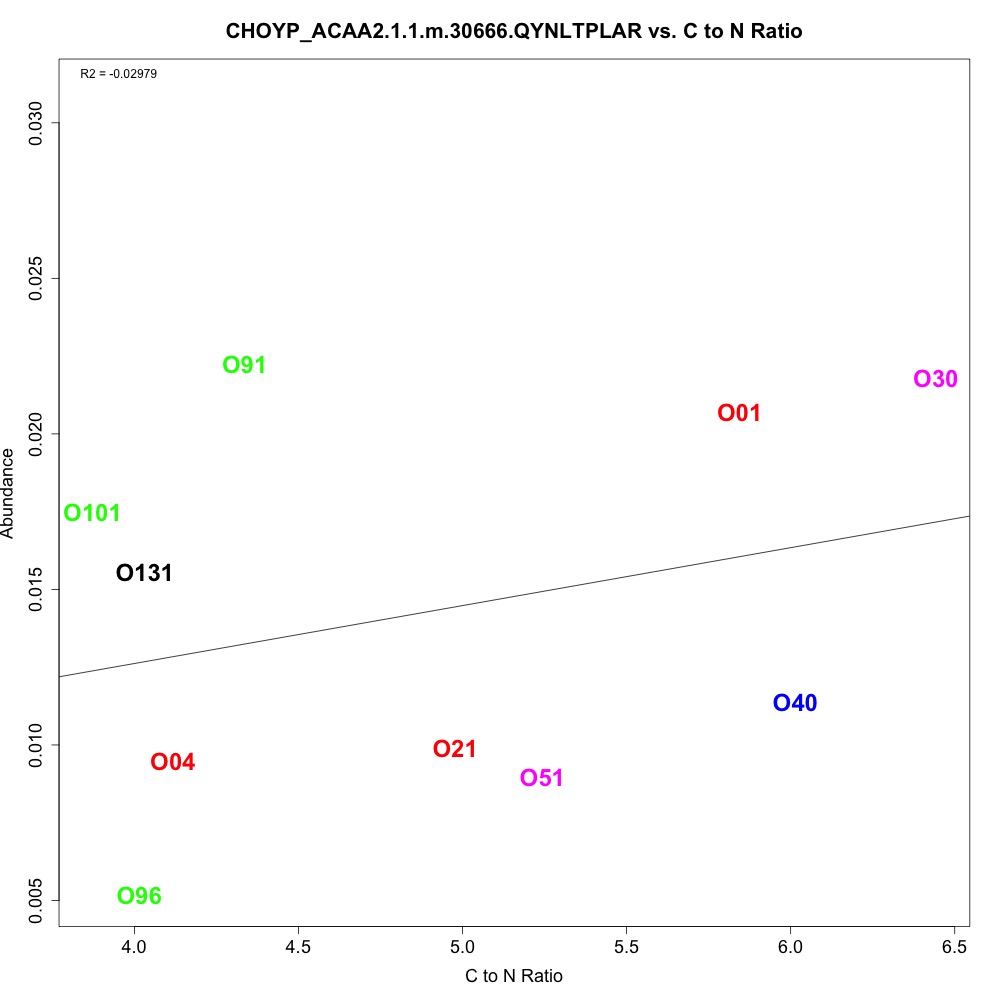 CHOYP_ACAA2.1.1.m.30666.QYNLTPLAR vs. C to N Ratio
R2 = -0.02979
0.030
0.025
0.020
0.015
0.010
0.005
Abundance
O91
O30
O01
O101
O131
O40
O21
O04
O51
O96
4.0 4.5 5.0 5.5 6.0 6.5
C to N Ratio